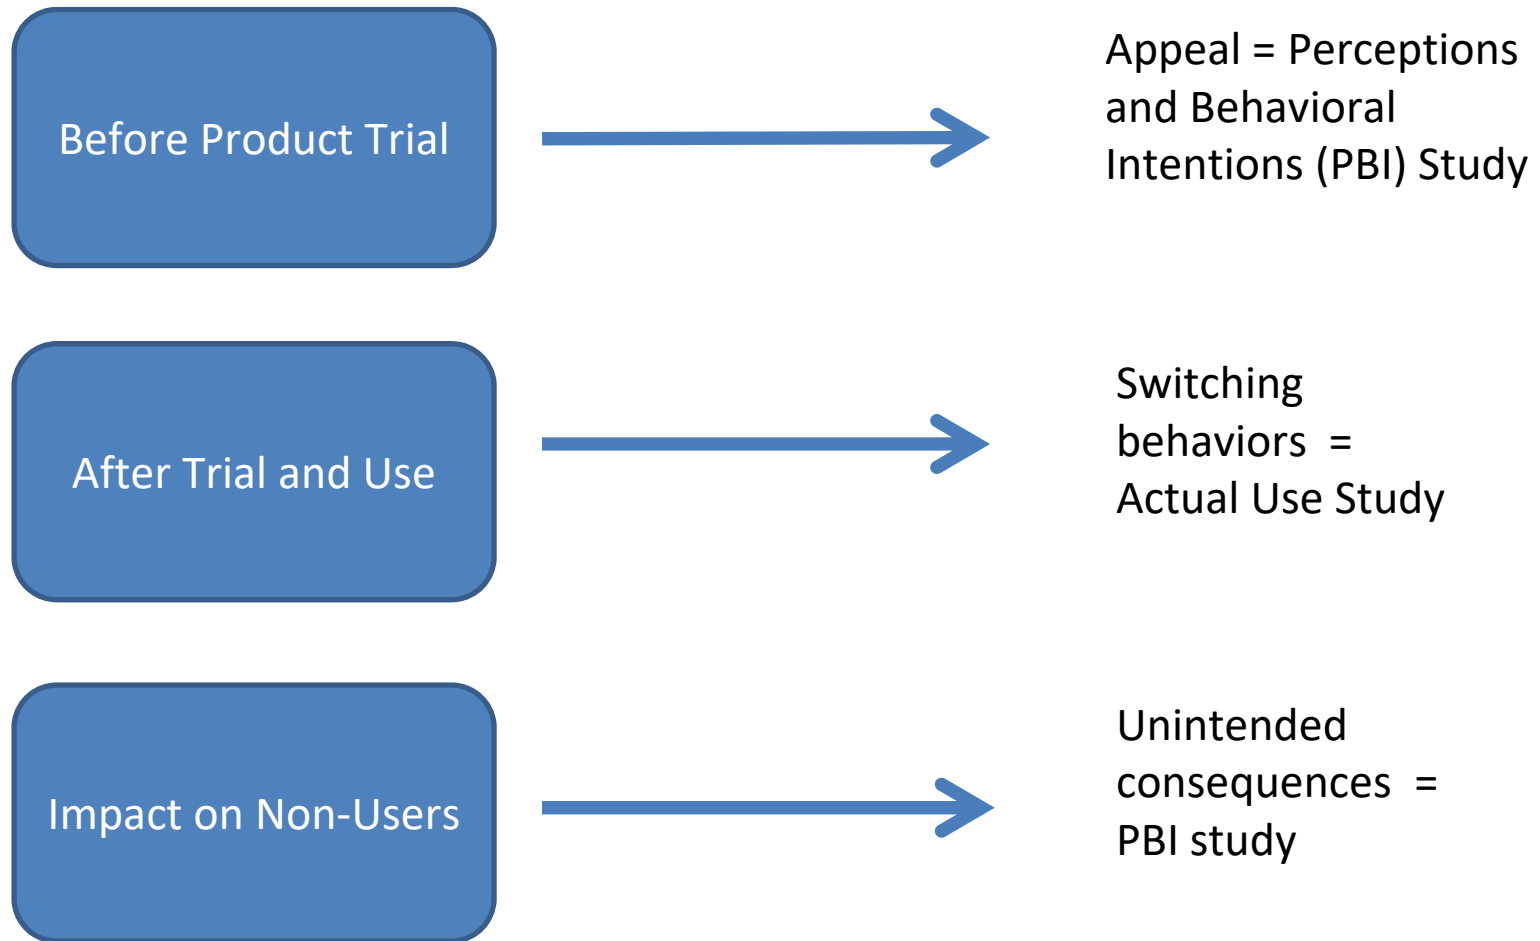 Before Product Trial
Appeal = Perceptions
and Behavioral
Intentions (PBI) Study
After Trial and Use
Switching
behaviors =
Actual Use Study
Impact on Non-Users
Unintended
consequences =
PBI study